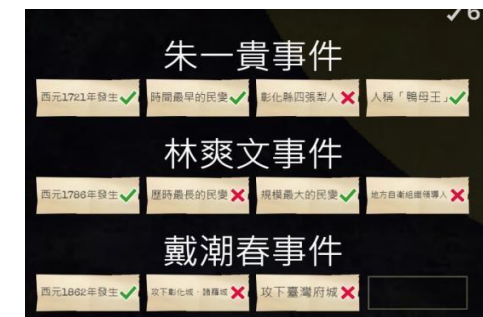 ✓6
朱一貴事件
西元1721年發生✓ 時間最早的民變✓ 彰化縣四張犁人✗ 人稱「鴨母王」✓
林爽文事件
西元1786年發生✓ 歷時最長的民變✗ 規模最大的民變✓ 地方自衛組織領導人✗
戴潮春事件
西元1862年發生✓ 攻下彰化城、諸羅城✗ 攻下臺灣府城✗